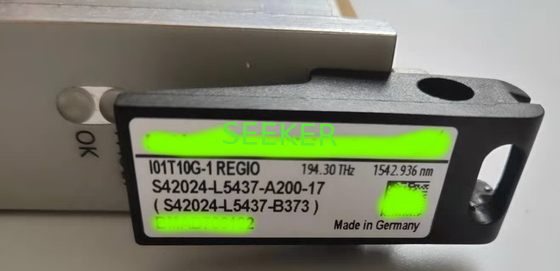 SEEKER
I01T10G-1 REGIO 194.30 THz 1542.936 nm
S42024-L5437-A200-17
( S42024-L5437-B373 )
Made in Germany
OK